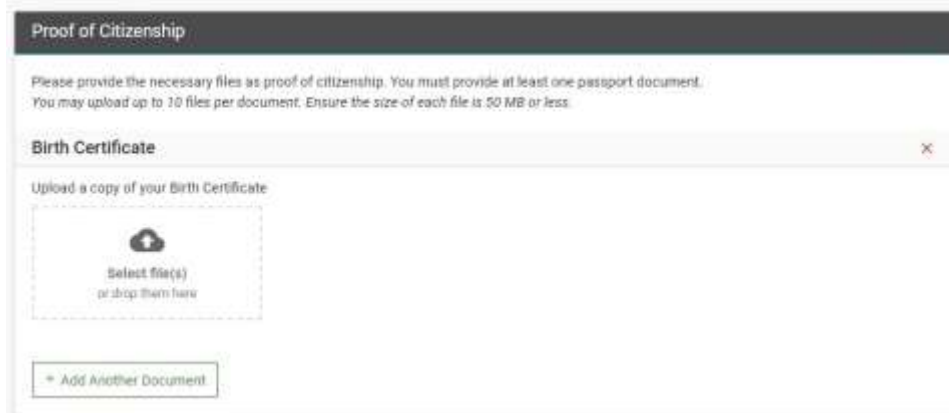 Proof of Citizenship
Please provide the necessary files as proof of citizenship. You must provide at least one passport document.
You may upload up to 10 files per document. Ensure the size of each file is 50 MB or less.
Birth Certificate
Upload a copy of your Birth Certificate
Select file(s)
or drop them here
+ Add Another Document